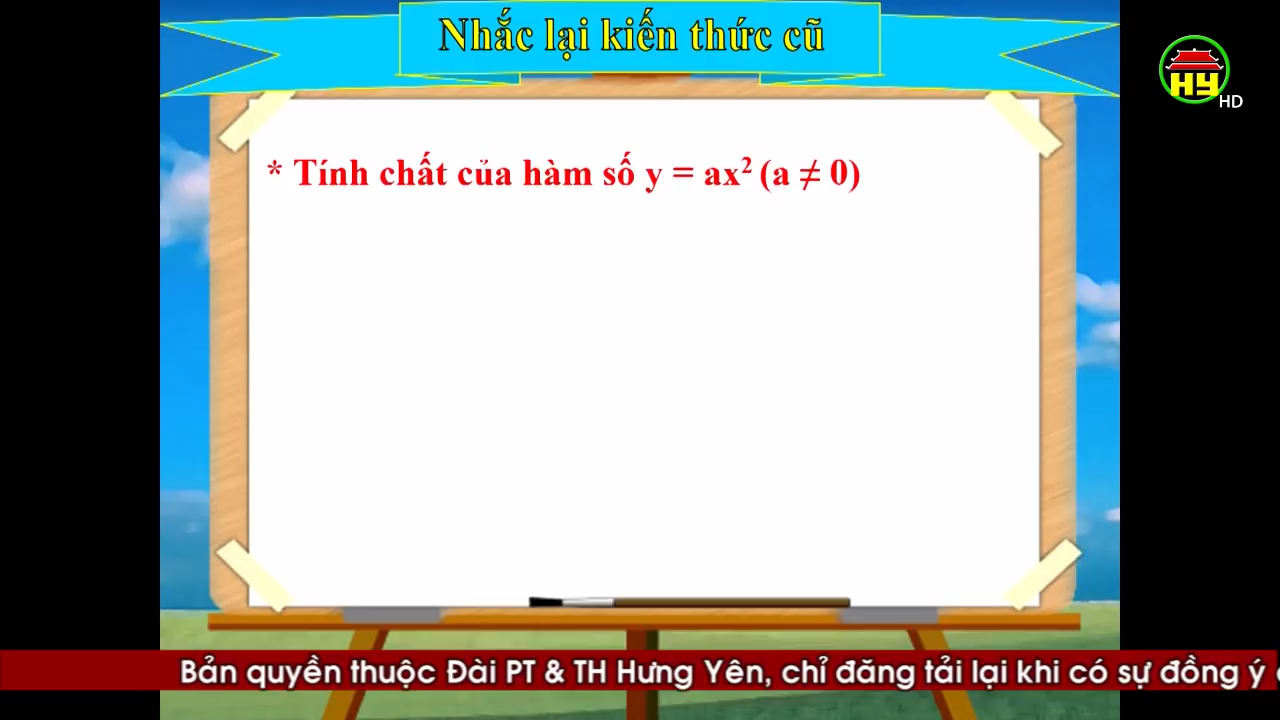 Nhắc lại kiến thức cũ
HY
HD
* Tính chất của hàm số y = ax² (a ≠ 0)
Bản quyền thuộc Đài PT & TH Hưng Yên, chỉ đăng tải lại khi có sự đồng ý